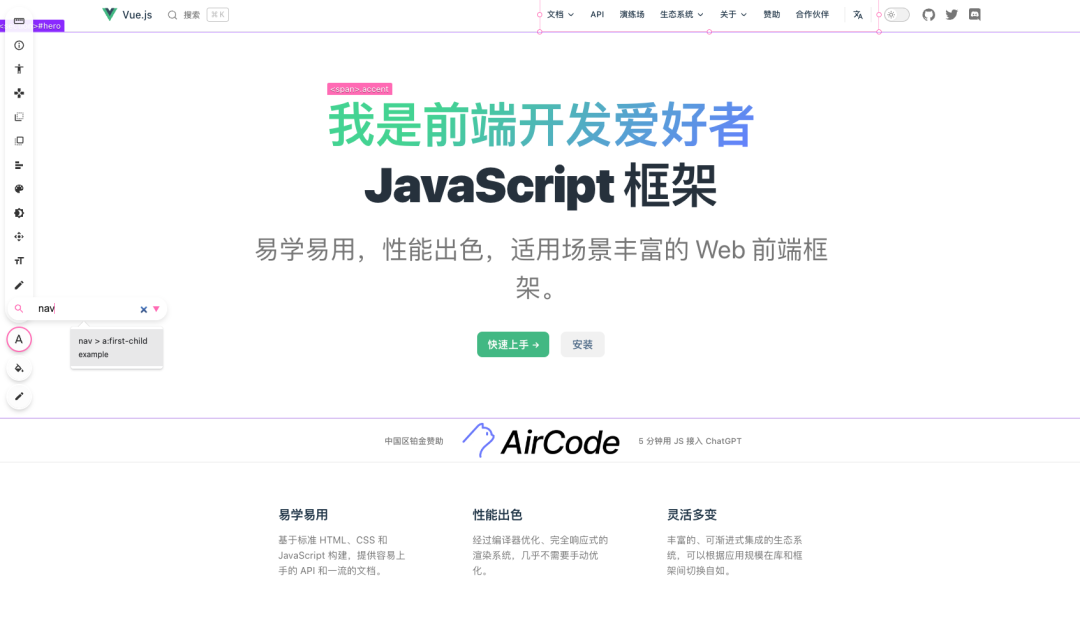 >#hero
Vue.js
搜索
⌘ K
文档
API
演练场
生态系统
关于
赞助
合作伙伴
<span>.accent
我是前端开发爱好者
JavaScript 框架
易学易用，性能出色，适用场景丰富的 Web 前端框
架。
nav
nav > a:first-child
example
A
快速上手 →
安装
中国区铂金赞助
AirCode
5 分钟用 JS 接入 ChatGPT
易学易用
基于标准 HTML、CSS 和
JavaScript 构建，提供容易上
手的 API 和一流的文档。
性能出色
经过编译器优化、完全响应式的
渲染系统，几乎不需要手动优
化。
灵活多变
丰富的、可渐进式集成的生态系
统，可以根据应用规模在库和框
架间切换自如。